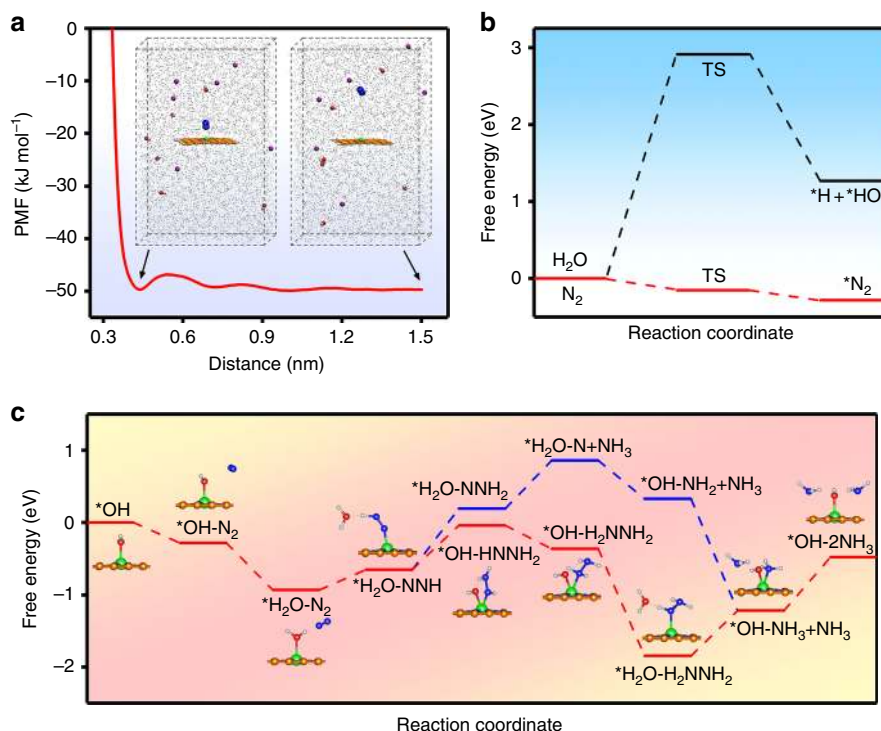 a
0
−10
−20
−30
−40
−50
PMF (kJ mol⁻¹)
0.3 0.6 0.9 1.2 1.5
Distance (nm)
b
3
2
1
0
Free energy (eV)
TS
*H + *HO
H₂O
N₂
TS
*N₂
Reaction coordinate
c
1
0
−1
−2
Free energy (eV)
*OH
*OH-N₂
*H₂O-N₂
*H₂O-NNH
*H₂O-NNH₂
*OH-HNNH₂
*H₂O-N+NH₃
*OH-H₂NNH₂
*OH-NH₂+NH₃
*H₂O-H₂NNH₂
*OH-NH₃+NH₃
*OH-2NH₃
Reaction coordinate